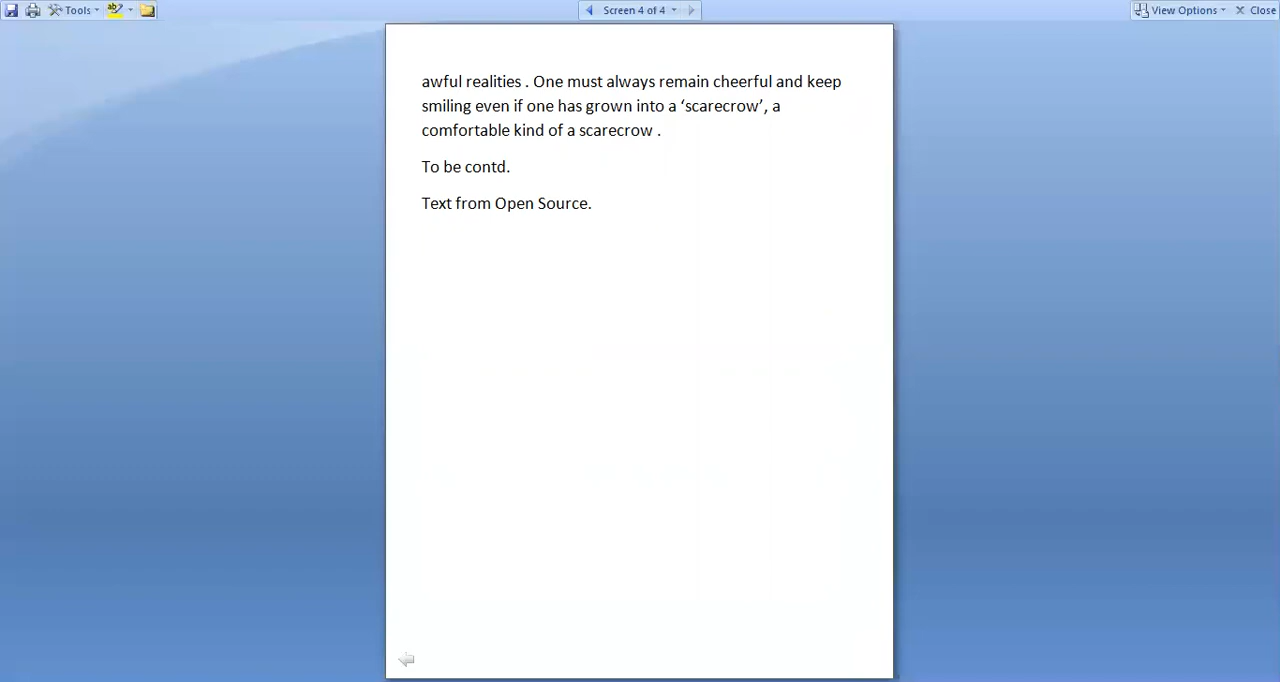 Tools
Screen 4 of 4
View Options
Close
awful realities . One must always remain cheerful and keep
smiling even if one has grown into a ‘scarecrow’, a
comfortable kind of a scarecrow .
To be contd.
Text from Open Source.